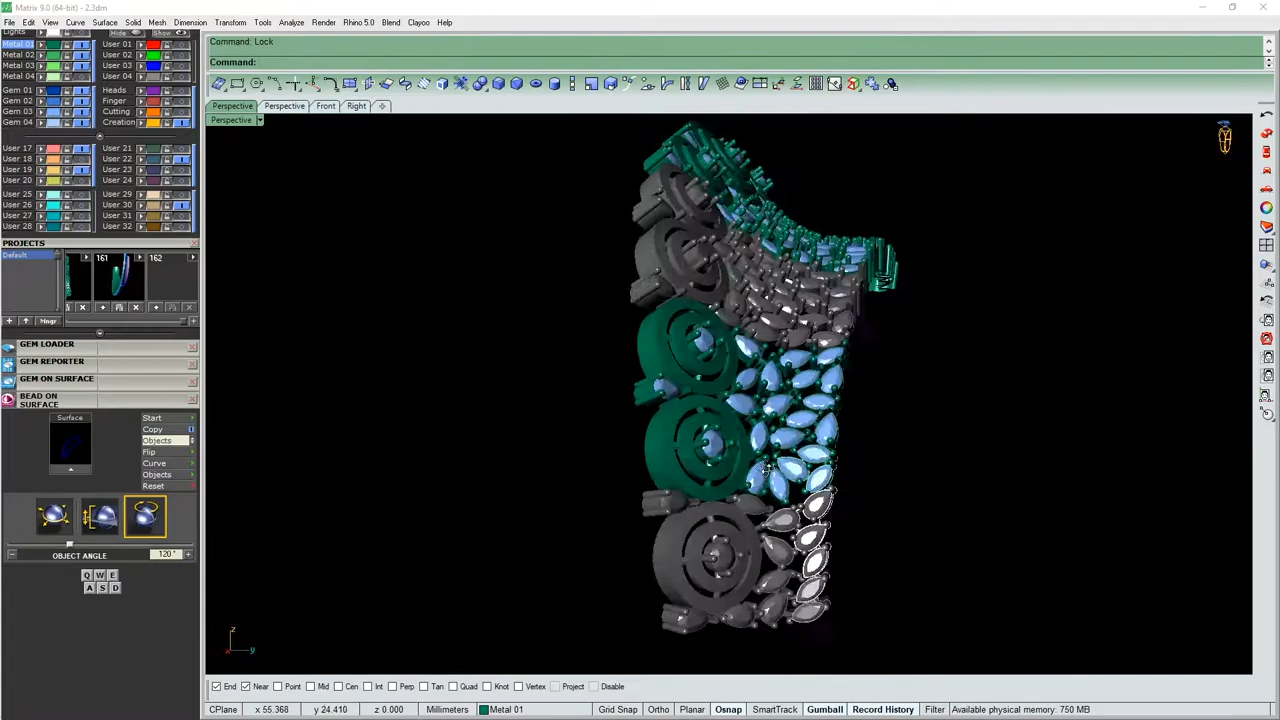 Matrix 9.0 (64-bit) - 2.3dm
File Edit View Curve Surface Solid Mesh Dimension Transform Tools Analyze Render Rhino 5.0 Blend Clayoo Help
Lights Hide Show
Metal 01 User 01
Metal 02 User 02
Metal 03 User 03
Metal 04 User 04
Gem 01 Heads
Gem 02 Finger
Gem 03 Cutting
Gem 04 Creation
User 17 User 21
User 18 User 22
User 19 User 23
User 20 User 24
User 25 User 29
User 26 User 30
User 27 User 31
User 28 User 32
PROJECTS
Default
161 162
Mngr
GEM LOADER
GEM REPORTER
GEM ON SURFACE
BEAD ON SURFACE
Surface
Start
Copy
Objects
Flip
Curve
Objects
Reset
OBJECT ANGLE 120°
Q W E
A S D
Command: Lock
Command:
Perspective Perspective Front Right
Perspective
z
x y
End Near Point Mid Cen Int Perp Tan Quad Knot Vertex Project Disable
CPlane x 55.368 y 24.410 z 0.000 Millimeters Metal 01 Grid Snap Ortho Planar Osnap SmartTrack Gumball Record History Filter Available physical memory: 750 MB